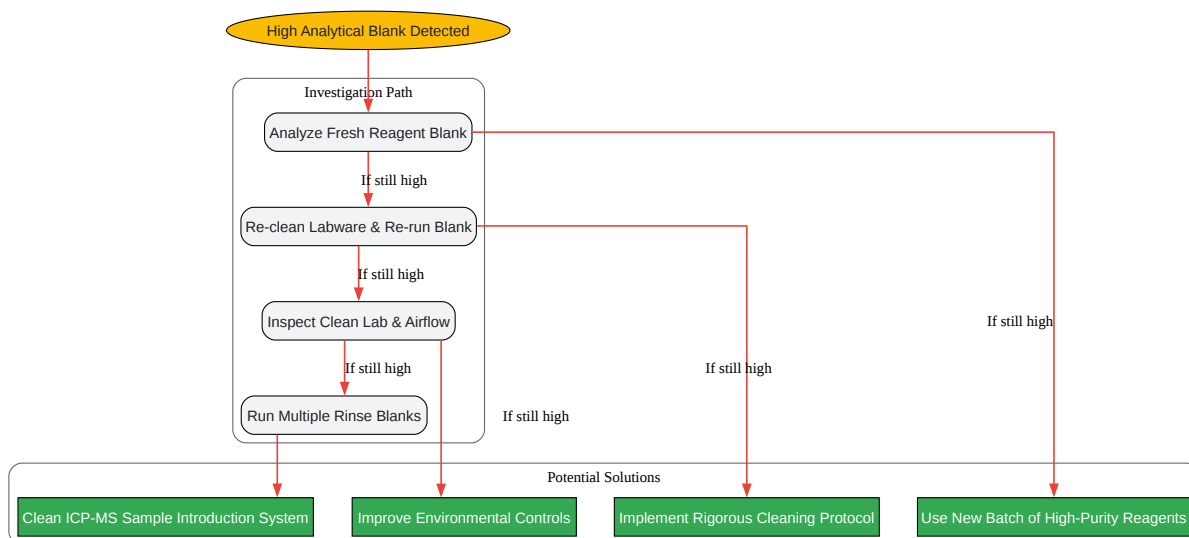 High Analytical Blank Detected
Investigation Path
Analyze Fresh Reagent Blank
If still high
Re-clean Labware & Re-run Blank
If still high
Inspect Clean Lab & Airflow
If still high
If still high
If still high
If still high
Run Multiple Rinse Blanks
Potential Solutions
Clean ICP-MS Sample Introduction System
Improve Environmental Controls
Implement Rigorous Cleaning Protocol
Use New Batch of High-Purity Reagents